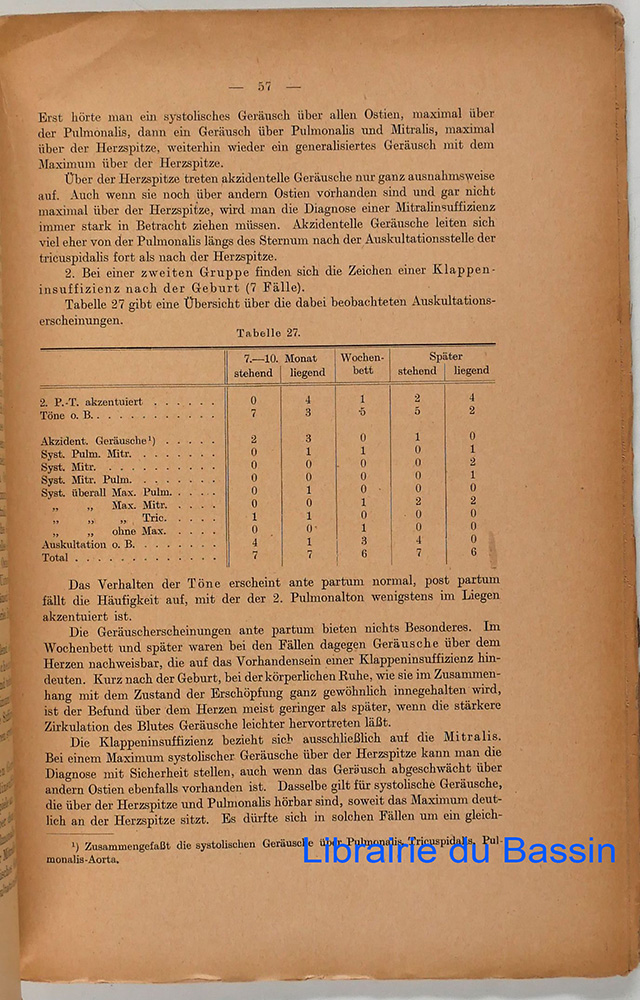 — 57 —
Erst hörte man ein systolisches Geräusch über allen Ostien, maximal über
der Pulmonalis, dann ein Geräusch über Pulmonalis und Mitralis, maximal
über der Herzspitze, weiterhin wieder ein generalisiertes Geräusch mit dem
Maximum über der Herzspitze.
Über der Herzspitze treten akzidentelle Geräusche nur ganz ausnahmsweise
auf. Auch wenn sie noch über andern Ostien vorhanden sind und gar nicht
maximal über der Herzspitze, wird man die Diagnose einer Mitralinsuffizienz
immer stark in Betracht ziehen müssen. Akzidentelle Geräusche leiten sich
viel eher von der Pulmonalis längs des Sternum nach der Auskultationsstelle der
tricuspidalis fort als nach der Herzspitze.
2. Bei einer zweiten Gruppe finden sich die Zeichen einer Klappen-
insuffizienz nach der Geburt (7 Fälle).
Tabelle 27 gibt eine Übersicht über die dabei beobachteten Auskultations-
erscheinungen.
Tabelle 27.
7.—10. Monat Wochen- Später
stehend liegend bett stehend liegend
2. P.-T. akzentuiert . . . . . . 0 4 1 2 4
Töne o. B. . . . . . . . . . . . 7 3 5 5 2
Akzident. Geräusche¹) . . . . . 2 3 0 1 0
Syst. Pulm. Mitr. . . . . . . . 0 1 1 0 1
Syst. Mitr. . . . . . . . . . . 0 0 0 0 2
Syst. Mitr. Pulm. . . . . . . . 0 0 0 0 1
Syst. überall Max. Pulm. . . . . 0 1 0 0 0
„ „ Max. Mitr. . . . . 0 0 1 2 2
„ „ „ Tric. . . . . 1 1 0 0 0
„ „ ohne Max. . . . . 0 0 1 0 0
Auskultation o. B. . . . . . . . 4 1 3 4 0
Total . . . . . . . . . . . . . 7 7 6 7 6
Das Verhalten der Töne erscheint ante partum normal, post partum
fällt die Häufigkeit auf, mit der der 2. Pulmonalton wenigstens im Liegen
akzentuiert ist.
Die Geräuscherscheinungen ante partum bieten nichts Besonderes. Im
Wochenbett und später waren bei den Fällen dagegen Geräusche über dem
Herzen nachweisbar, die auf das Vorhandensein einer Klappeninsuffizienz hin-
deuten. Kurz nach der Geburt, bei der körperlichen Ruhe, wie sie im Zusammen-
hang mit dem Zustand der Erschöpfung ganz gewöhnlich innegehalten wird,
ist der Befund über dem Herzen meist geringer als später, wenn die stärkere
Zirkulation des Blutes Geräusche leichter hervortreten läßt.
Die Klappeninsuffizienz bezieht sich ausschließlich auf die Mitralis.
Bei einem Maximum systolischer Geräusche über der Herzspitze kann man die
Diagnose mit Sicherheit stellen, auch wenn das Geräusch abgeschwächt über
andern Ostien ebenfalls vorhanden ist. Dasselbe gilt für systolische Geräusche,
die über der Herzspitze und Pulmonalis hörbar sind, soweit das Maximum deut-
lich an der Herzspitze sitzt. Es dürfte sich in solchen Fällen um ein gleich-
¹) Zusammengefaßt die systolischen Geräusche über Pulmonalis, Tricuspidalis, Pul-
monalis-Aorta.
Librairie du Bassin